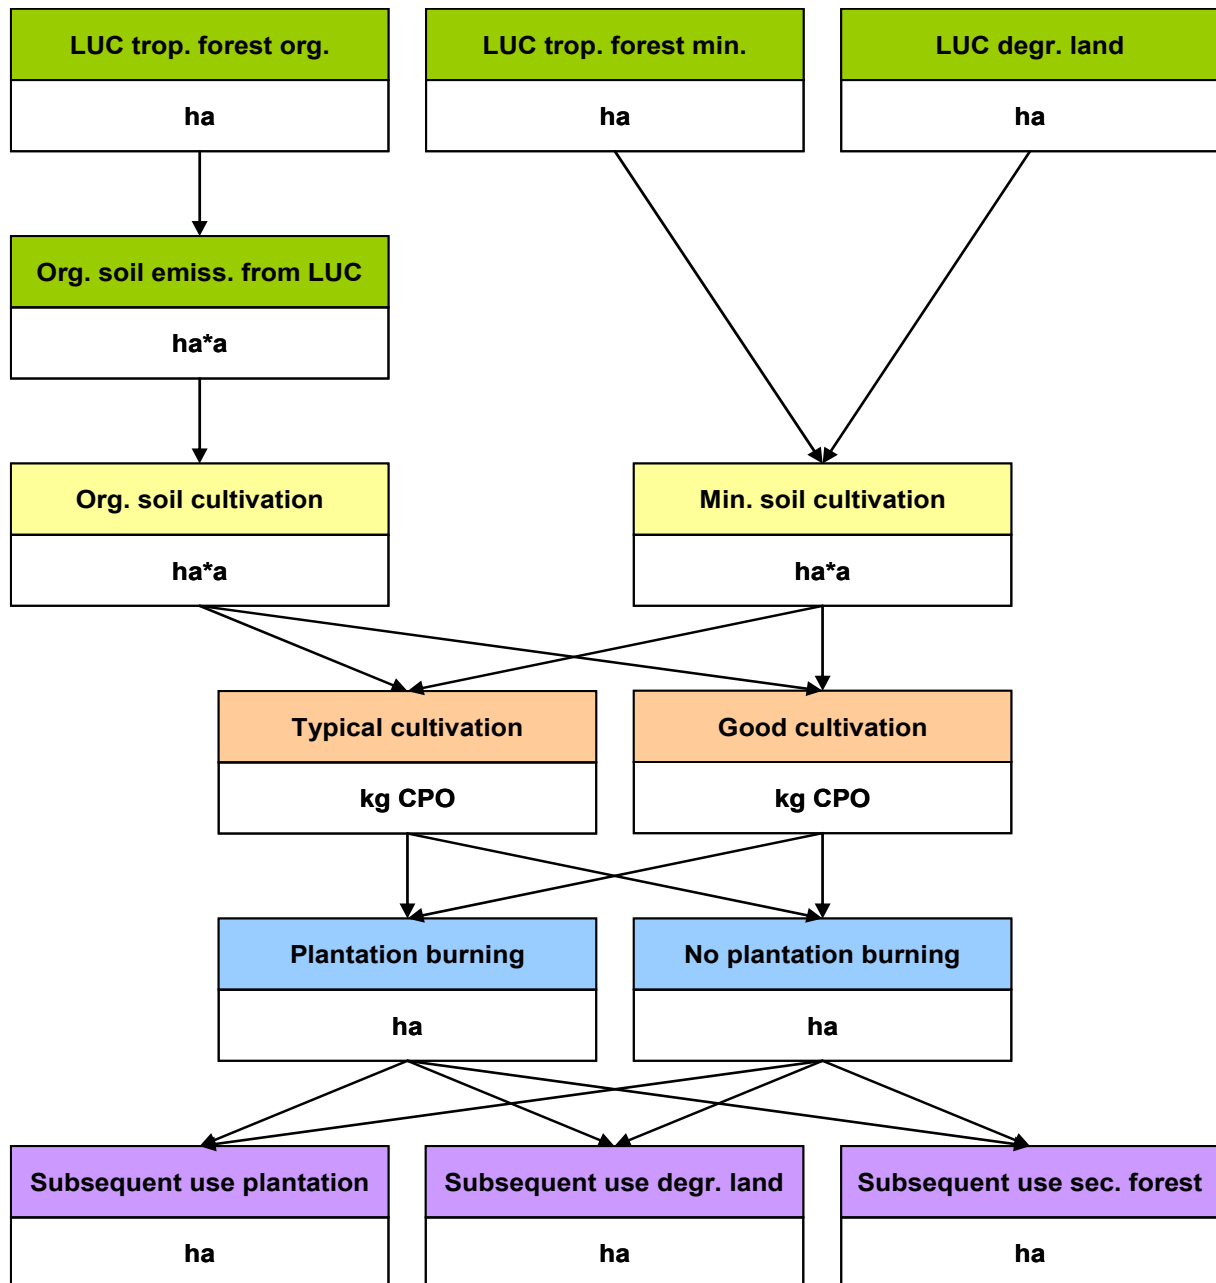 LUC trop. forest org.
ha
LUC trop. forest min.
ha
LUC degr. land
ha
Org. soil emiss. from LUC
ha*a
Org. soil cultivation
ha*a
Min. soil cultivation
ha*a
Typical cultivation
kg CPO
Good cultivation
kg CPO
Plantation burning
ha
No plantation burning
ha
Subsequent use plantation
ha
Subsequent use degr. land
ha
Subsequent use sec. forest
ha